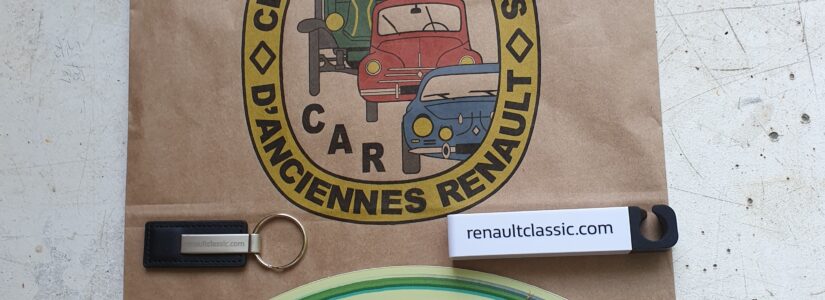 CAR
D'ANCIENNES RENAULT
renaultclassic.com
renaultclassic.com